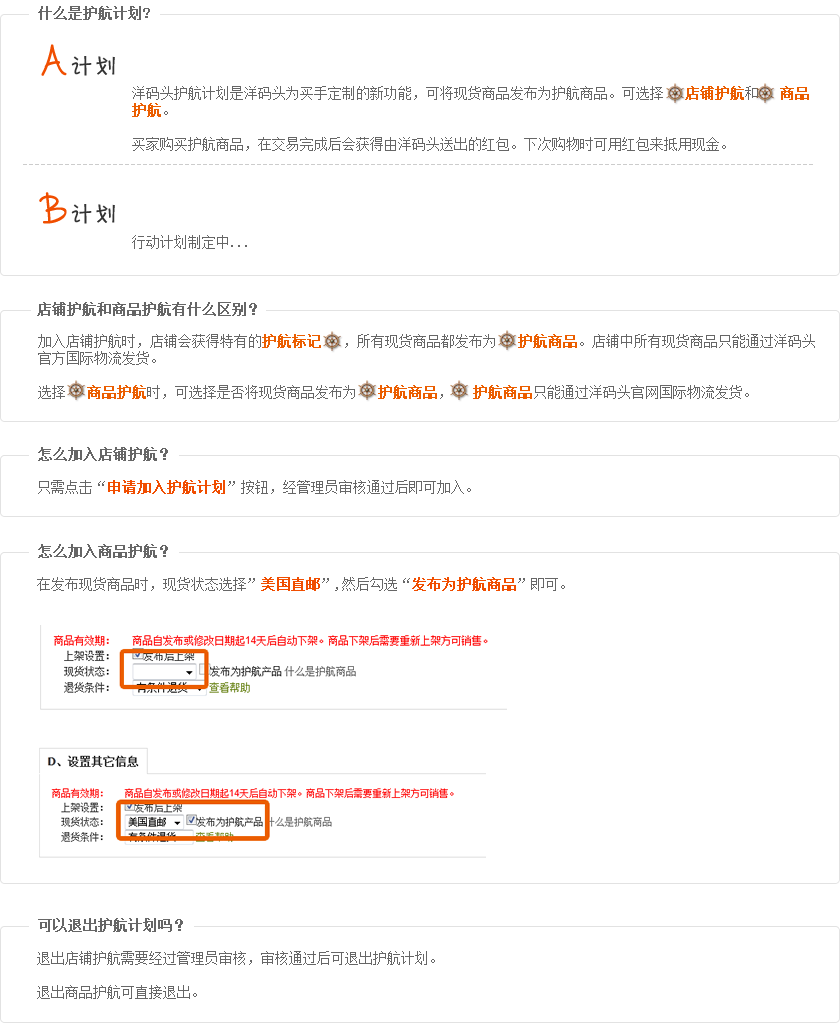 什么是护航计划?
A计划
洋码头护航计划是洋码头为买手定制的新功能，可将现货商品发布为护航商品。可选择店铺护航和 商品
护航。
买家购买护航商品，在交易完成后会获得由洋码头送出的红包。下次购物时可用红包来抵用现金。
B计划
行动计划制定中...
店铺护航和商品护航有什么区别？
加入店铺护航时，店铺会获得特有的护航标记，所有现货商品都发布为护航商品。店铺中所有现货商品只能通过洋码头
官方国际物流发货。
选择商品护航时，可选择是否将现货商品发布为护航商品， 护航商品只能通过洋码头官网国际物流发货。
怎么加入店铺护航？
只需点击“申请加入护航计划”按钮，经管理员审核通过后即可加入。
怎么加入商品护航？
在发布现货商品时，现货状态选择”美国直邮”,然后勾选“发布为护航商品”即可。
商品有效期： 商品自发布或修改日期起14天后自动下架。商品下架后需要重新上架方可销售。
上架设置： 发布后上架
现货状态： 发布为护航产品 什么是护航商品
退货条件： 有条件退货 查看帮助
D、设置其它信息
商品有效期： 商品自发布或修改日期起14天后自动下架。商品下架后需要重新上架方可销售。
上架设置： 发布后上架
现货状态： 美国直邮 发布为护航产品 什么是护航商品
退货条件： 有条件退货 查看帮助
可以退出护航计划吗？
退出店铺护航需要经过管理员审核，审核通过后可退出护航计划。
退出商品护航可直接退出。